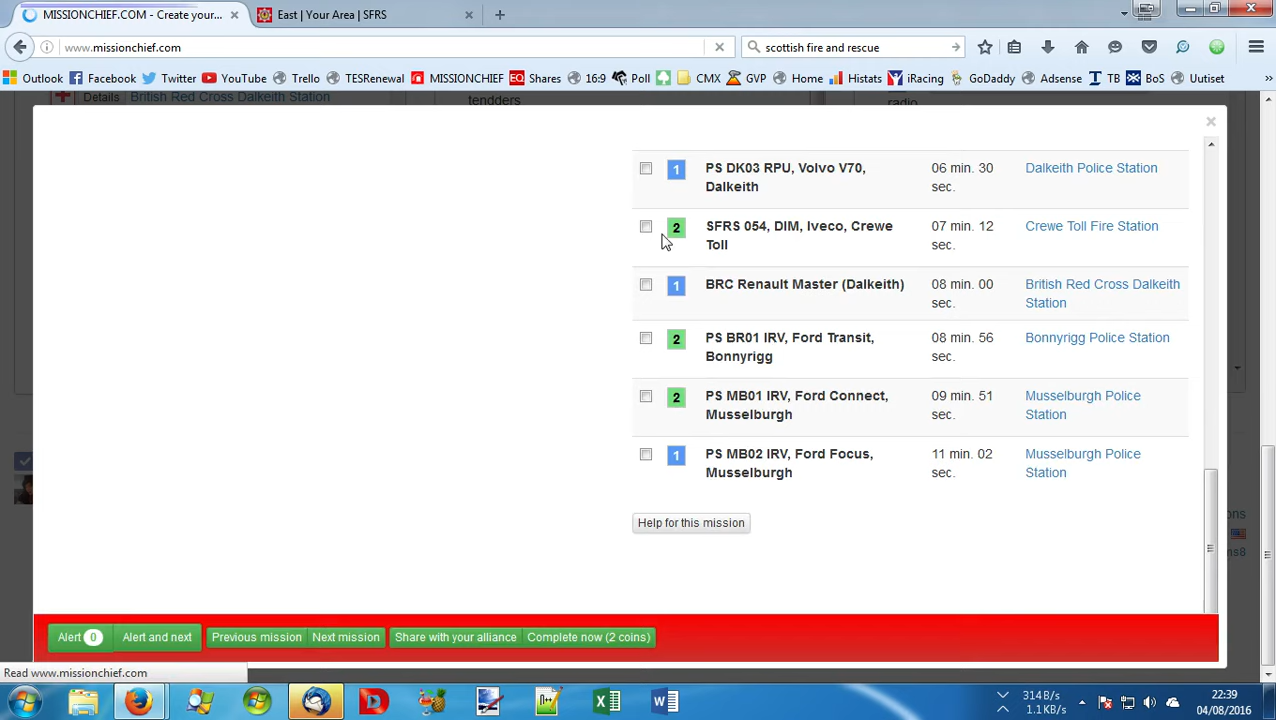 MISSIONCHIEF.COM - Create your... × East | Your Area | SFRS ×
www.missionchief.com scottish fire and rescue
Outlook Facebook Twitter YouTube Trello TESRenewal MISSIONCHIEF EQ Shares 16:9 Poll CMX GVP Home Histats iRacing GoDaddy Adsense TB BoS Uutiset »
Details British Red Cross Dalkeith Station
tendders
radio
×
1 PS DK03 RPU, Volvo V70, 06 min. 30 Dalkeith Police Station
Dalkeith sec.
2 SFRS 054, DIM, Iveco, Crewe 07 min. 12 Crewe Toll Fire Station
Toll sec.
1 BRC Renault Master (Dalkeith) 08 min. 00 British Red Cross Dalkeith
sec. Station
2 PS BR01 IRV, Ford Transit, 08 min. 56 Bonnyrigg Police Station
Bonnyrigg sec.
2 PS MB01 IRV, Ford Connect, 09 min. 51 Musselburgh Police
Musselburgh sec. Station
1 PS MB02 IRV, Ford Focus, 11 min. 02 Musselburgh Police
Musselburgh sec. Station
Help for this mission
Alert 0 Alert and next Previous mission Next mission Share with your alliance Complete now (2 coins)
Read www.missionchief.com
314 B/s 22:39
1.1KB/s 04/08/2016